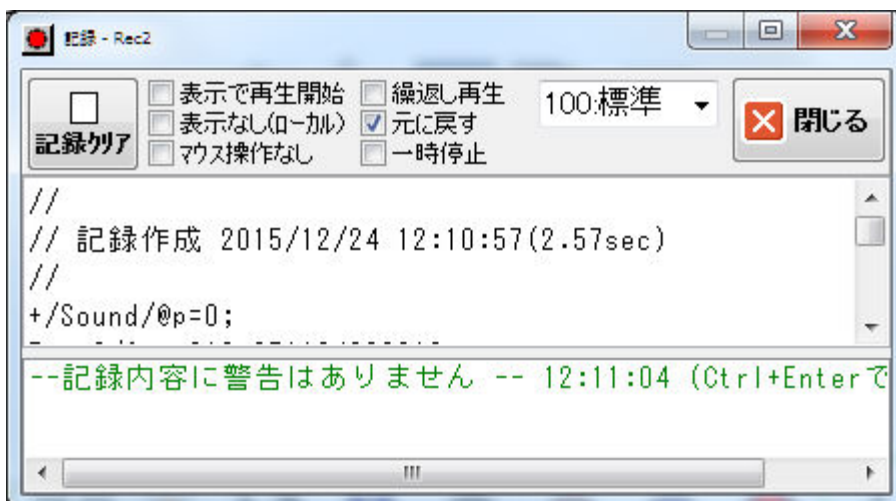 記録 - Rec2
記録クリア
表示で再生開始
表示なし(ローカル)
マウス操作なし
繰返し再生
元に戻す
一時停止
100:標準
閉じる
//
// 記録作成 2015/12/24 12:10:57(2.57sec)
//
+/Sound/@p=0;
--記録内容に警告はありません -- 12:11:04 (Ctrl+Enterで